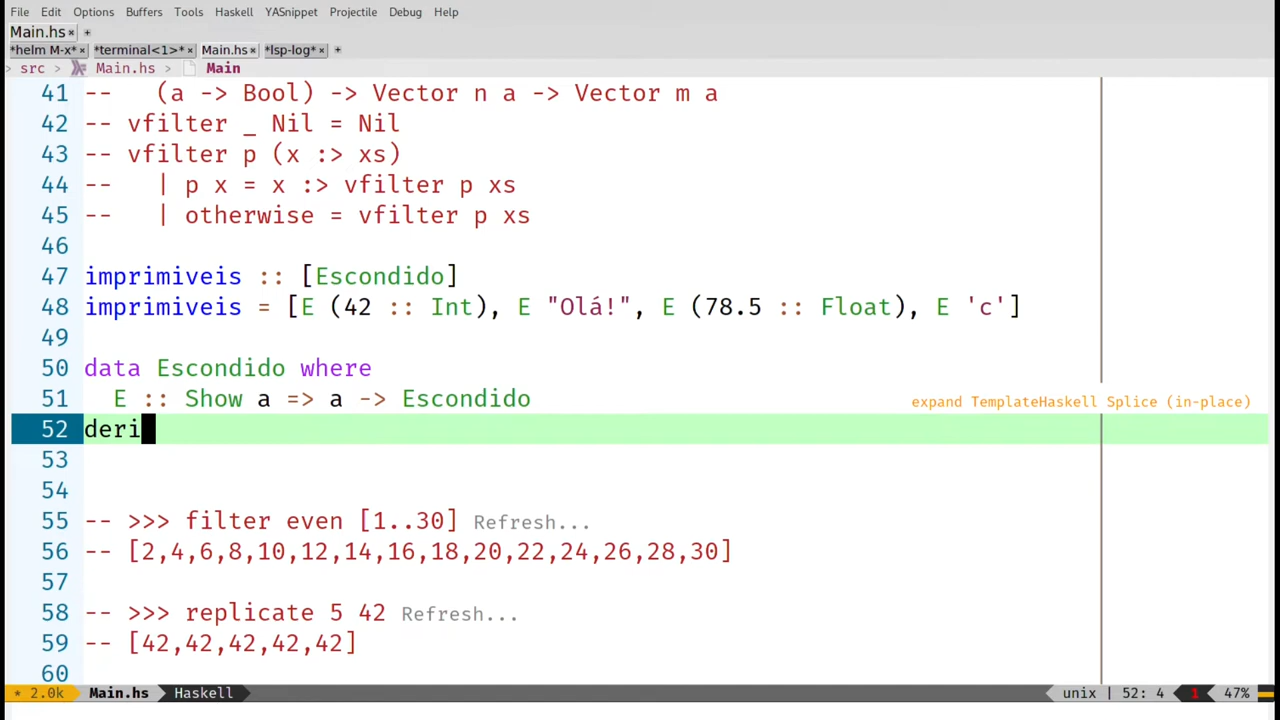 File Edit Options Buffers Tools Haskell YASnippet Projectile Debug Help
Main.hs × +
*helm M-x* × *terminal<1>* × Main.hs × *lsp-log* × +
> src > Main.hs > Main
41 -- (a -> Bool) -> Vector n a -> Vector m a
42 -- vfilter _ Nil = Nil
43 -- vfilter p (x :> xs)
44 -- | p x = x :> vfilter p xs
45 -- | otherwise = vfilter p xs
46
47 imprimiveis :: [Escondido]
48 imprimiveis = [E (42 :: Int), E "Olá!", E (78.5 :: Float), E 'c']
49
50 data Escondido where
51 E :: Show a => a -> Escondido expand TemplateHaskell Splice (in-place)
52 deri
53
54
55 -- >>> filter even [1..30] Refresh...
56 -- [2,4,6,8,10,12,14,16,18,20,22,24,26,28,30]
57
58 -- >>> replicate 5 42 Refresh...
59 -- [42,42,42,42,42]
60
* 2.0k Main.hs Haskell unix | 52: 4 1 47%